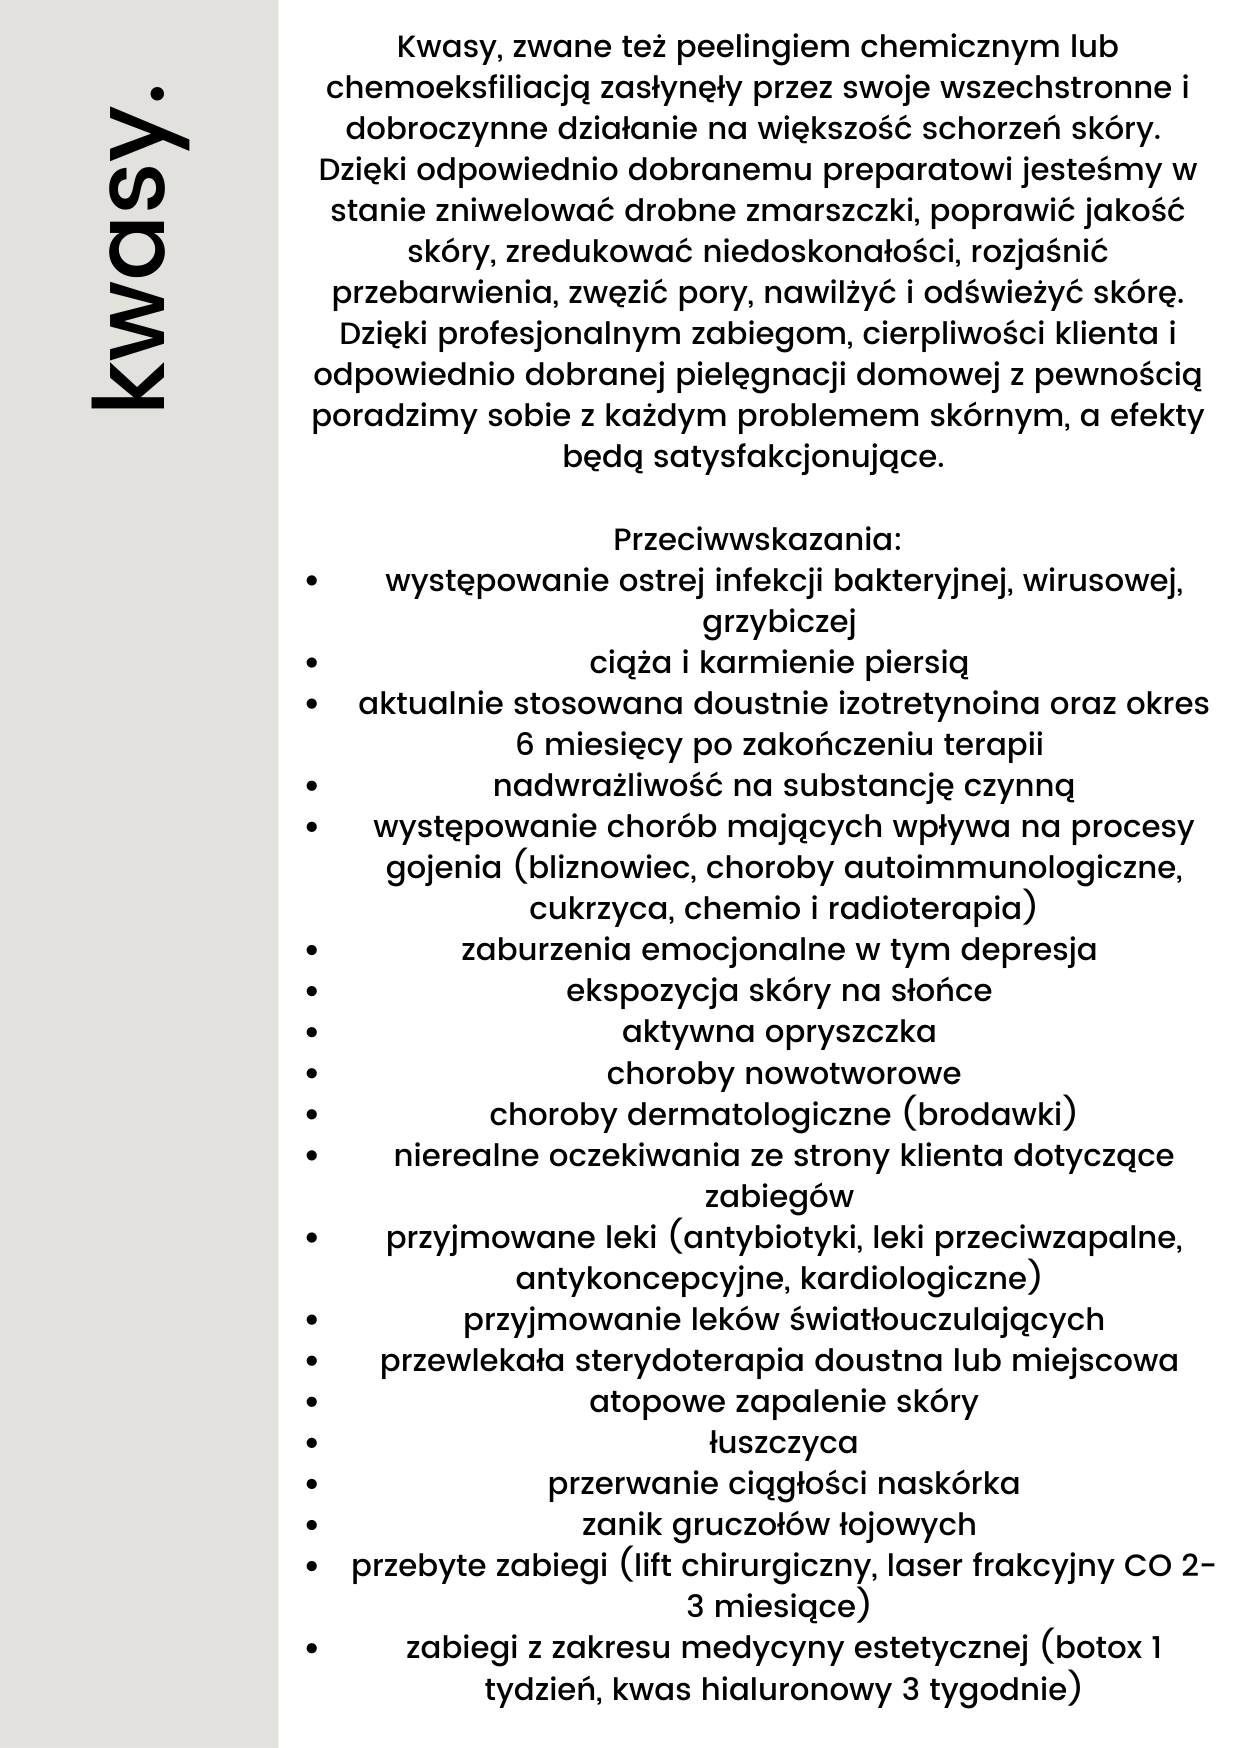 kwasy.
Kwasy, zwane też peelingiem chemicznym lub
chemoeksfiliacją zasłynęły przez swoje wszechstronne i
dobroczynne działanie na większość schorzeń skóry.
Dzięki odpowiednio dobranemu preparatowi jesteśmy w
stanie zniwelować drobne zmarszczki, poprawić jakość
skóry, zredukować niedoskonałości, rozjaśnić
przebarwienia, zwęzić pory, nawilżyć i odświeżyć skórę.
Dzięki profesjonalnym zabiegom, cierpliwości klienta i
odpowiednio dobranej pielęgnacji domowej z pewnością
poradzimy sobie z każdym problemem skórnym, a efekty
będą satysfakcjonujące.
Przeciwwskazania:
• występowanie ostrej infekcji bakteryjnej, wirusowej,
grzybiczej
• ciąża i karmienie piersią
• aktualnie stosowana doustnie izotretynoina oraz okres
6 miesięcy po zakończeniu terapii
• nadwrażliwość na substancję czynną
• występowanie chorób mających wpływa na procesy
gojenia (bliznowiec, choroby autoimmunologiczne,
cukrzyca, chemio i radioterapia)
• zaburzenia emocjonalne w tym depresja
• ekspozycja skóry na słońce
• aktywna opryszczka
• choroby nowotworowe
• choroby dermatologiczne (brodawki)
• nierealne oczekiwania ze strony klienta dotyczące
zabiegów
• przyjmowane leki (antybiotyki, leki przeciwzapalne,
antykoncepcyjne, kardiologiczne)
• przyjmowanie leków światłouczulających
• przewlekała sterydoterapia doustna lub miejscowa
• atopowe zapalenie skóry
• łuszczyca
• przerwanie ciągłości naskórka
• zanik gruczołów łojowych
• przebyte zabiegi (lift chirurgiczny, laser frakcyjny CO 2-
3 miesiące)
• zabiegi z zakresu medycyny estetycznej (botox 1
tydzień, kwas hialuronowy 3 tygodnie)